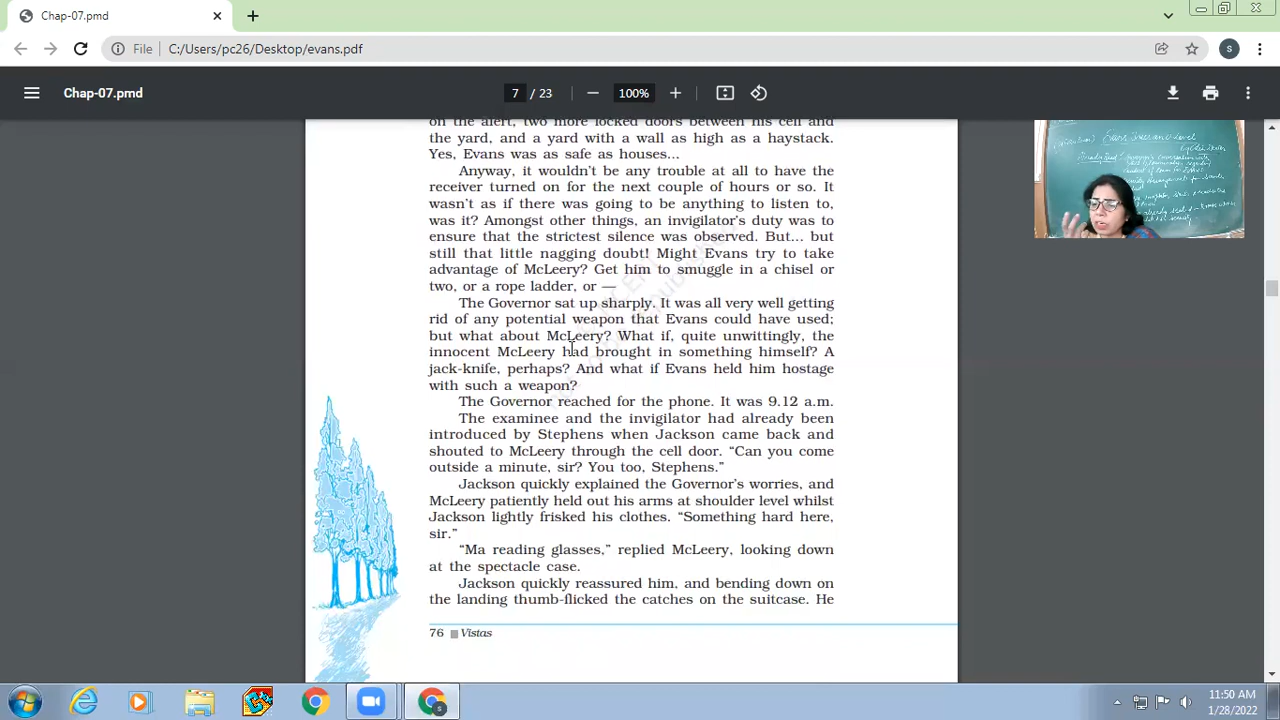 Chap-07.pmd
File
C:/Users/pc26/Desktop/evans.pdf
S
Chap-07.pmd
7 / 23
100%
on the alert, two more locked doors between his cell and
the yard, and a yard with a wall as high as a haystack.
Yes, Evans was as safe as houses...
Anyway, it wouldn't be any trouble at all to have the
receiver turned on for the next couple of hours or so. It
wasn't as if there was going to be anything to listen to,
was it? Amongst other things, an invigilator's duty was to
ensure that the strictest silence was observed. But... but
still that little nagging doubt! Might Evans try to take
advantage of McLeery? Get him to smuggle in a chisel or
two, or a rope ladder, or —
The Governor sat up sharply. It was all very well getting
rid of any potential weapon that Evans could have used;
but what about McLeery? What if, quite unwittingly, the
innocent McLeery had brought in something himself? A
jack-knife, perhaps? And what if Evans held him hostage
with such a weapon?
The Governor reached for the phone. It was 9.12 a.m.
The examinee and the invigilator had already been
introduced by Stephens when Jackson came back and
shouted to McLeery through the cell door. “Can you come
outside a minute, sir? You too, Stephens.”
Jackson quickly explained the Governor's worries, and
McLeery patiently held out his arms at shoulder level whilst
Jackson lightly frisked his clothes. “Something hard here,
sir.”
“Ma reading glasses,” replied McLeery, looking down
at the spectacle case.
Jackson quickly reassured him, and bending down on
the landing thumb-flicked the catches on the suitcase. He
76 Vistas
11:50 AM
1/28/2022